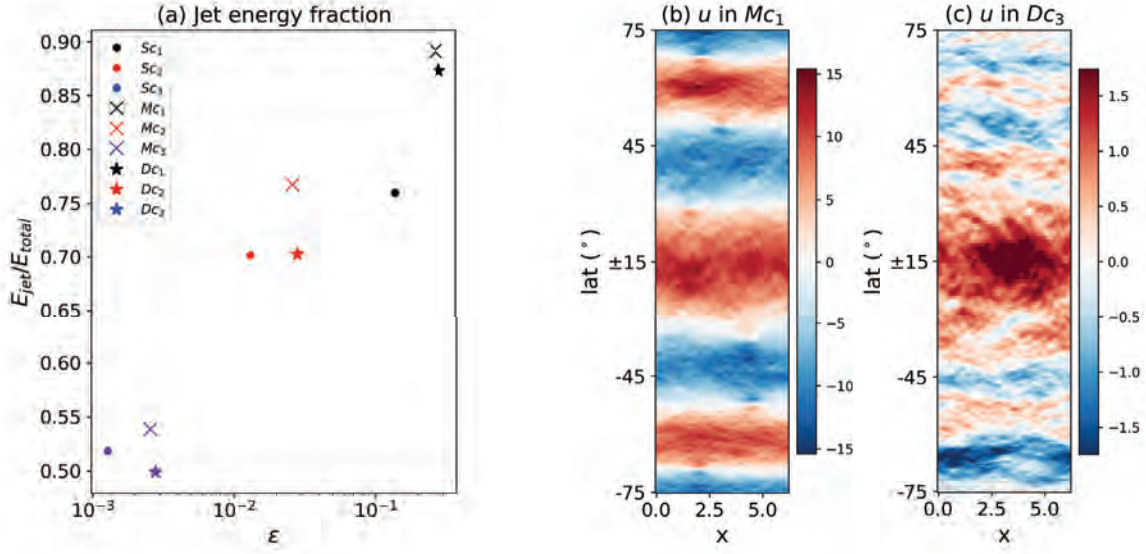 (a) Jet energy fraction
E_jet/E_total
0.90
0.85
0.80
0.75
0.70
0.65
0.60
0.55
0.50
Sc₁
Sc₂
Sc₃
Mc₁
Mc₂
Mc₃
Dc₁
Dc₂
Dc₃
10⁻³
10⁻²
10⁻¹
ε
(b) u in Mc₁
lat (°)
75
45
±15
-45
-75
0.0
2.5
5.0
x
15
10
5
0
−5
−10
−15
(c) u in Dc₃
lat (°)
75
45
±15
-45
-75
0.0
2.5
5.0
x
1.5
1.0
0.5
0.0
−0.5
−1.0
−1.5